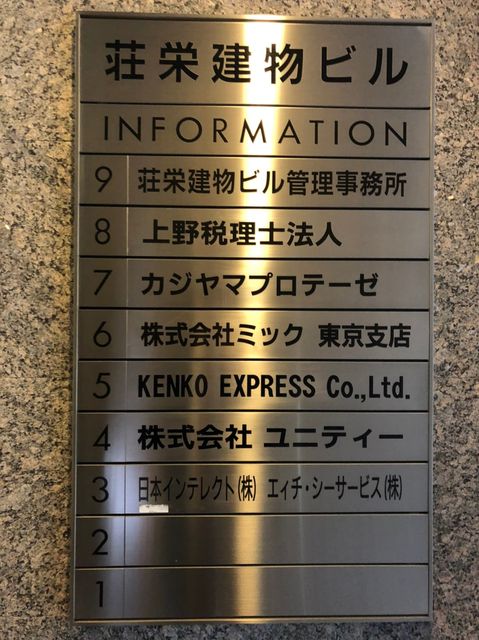 荘栄建物ビル
INFORMATION
9 荘栄建物ビル管理事務所
8 上野税理士法人
7 カジヤマプロテーゼ
6 株式会社ミック 東京支店
5 KENKO EXPRESS Co.,Ltd.
4 株式会社 ユニティー
3 日本インテレクト(株) エィチ・シーサービス(株)
2
1